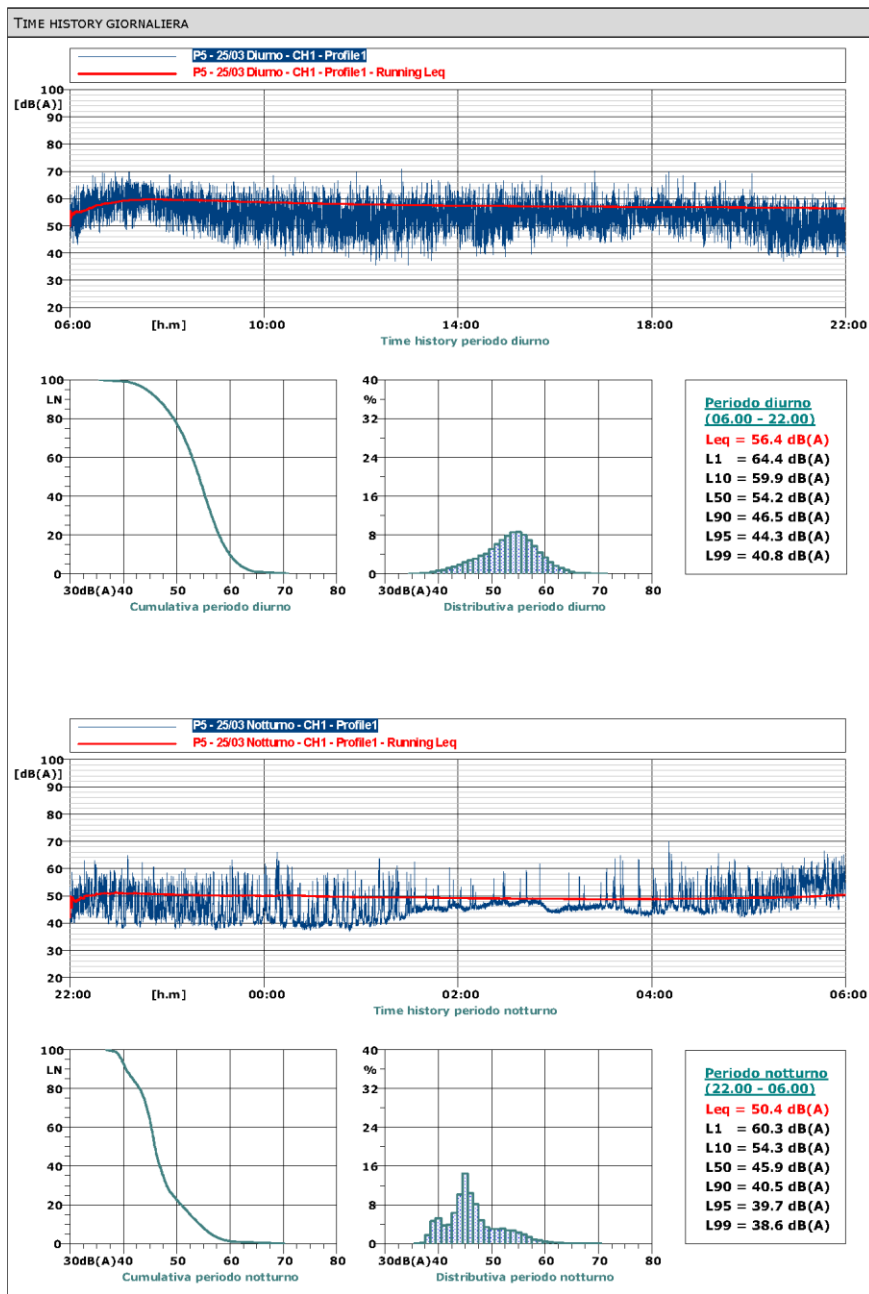 TIME HISTORY GIORNALIERA
P5 - 25/03 Diurno - CH1 - Profile1
P5 - 25/03 Diurno - CH1 - Profile1 - Running Leq
100
[dB(A)]
90
80
70
60
50
40
30
20
06:00 [h.m] 10:00 14:00 18:00 22:00
Time history periodo diurno
100
LN
80
60
40
20
0
30dB(A)40 50 60 70 80
Cumulativa periodo diurno
40
%
32
24
16
8
0
30dB(A)40 50 60 70 80
Distributiva periodo diurno
Periodo diurno
(06.00 - 22.00)
Leq = 56.4 dB(A)
L1 = 64.4 dB(A)
L10 = 59.9 dB(A)
L50 = 54.2 dB(A)
L90 = 46.5 dB(A)
L95 = 44.3 dB(A)
L99 = 40.8 dB(A)
P5 - 25/03 Notturno - CH1 - Profile1
P5 - 25/03 Notturno - CH1 - Profile1 - Running Leq
100
[dB(A)]
90
80
70
60
50
40
30
20
22:00 [h.m] 00:00 02:00 04:00 06:00
Time history periodo notturno
100
LN
80
60
40
20
0
30dB(A)40 50 60 70 80
Cumulativa periodo notturno
40
%
32
24
16
8
0
30dB(A)40 50 60 70 80
Distributiva periodo notturno
Periodo notturno
(22.00 - 06.00)
Leq = 50.4 dB(A)
L1 = 60.3 dB(A)
L10 = 54.3 dB(A)
L50 = 45.9 dB(A)
L90 = 40.5 dB(A)
L95 = 39.7 dB(A)
L99 = 38.6 dB(A)